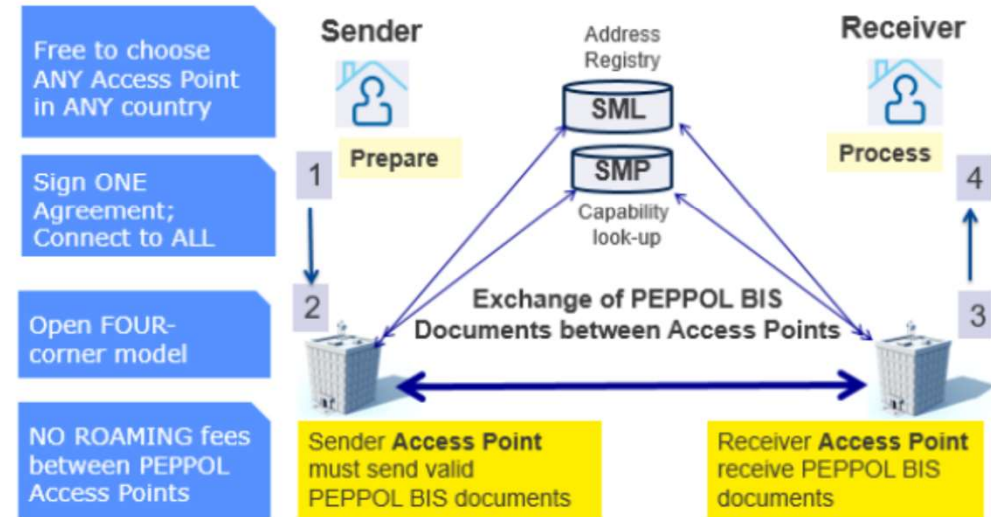 Free to choose
ANY Access Point
in ANY country
Sign ONE
Agreement;
Connect to ALL
Open FOUR-
corner model
NO ROAMING fees
between PEPPOL
Access Points
Sender
Prepare
1
2
Address
Registry
SML
SMP
Capability
look-up
Receiver
Process
4
3
Exchange of PEPPOL BIS
Documents between Access Points
Sender Access Point
must send valid
PEPPOL BIS documents
Receiver Access Point
receive PEPPOL BIS
documents